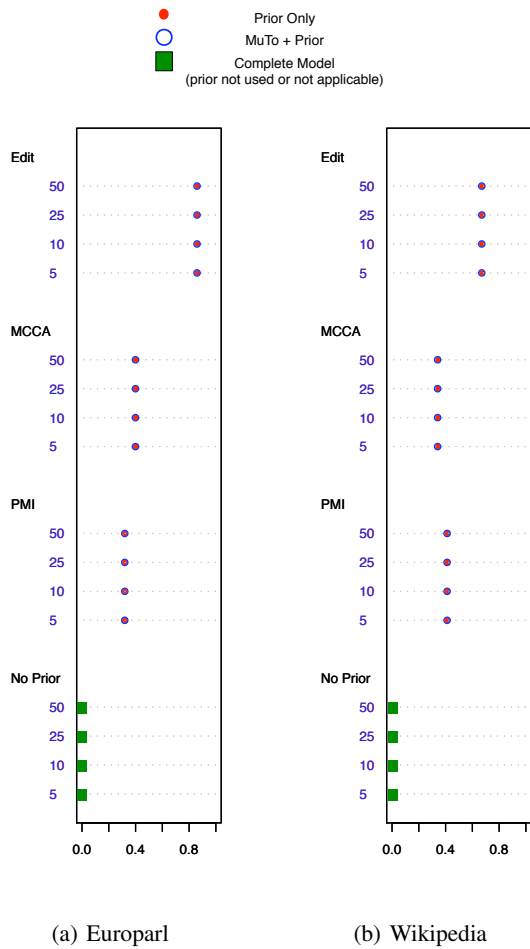 Prior Only
MuTo + Prior
Complete Model
(prior not used or not applicable)
Edit
50
25
10
5
MCCA
50
25
10
5
PMI
50
25
10
5
No Prior
50
25
10
5
0.0 0.4 0.8
(a) Europarl
Edit
50
25
10
5
MCCA
50
25
10
5
PMI
50
25
10
5
No Prior
50
25
10
5
0.0 0.4 0.8
(b) Wikipedia